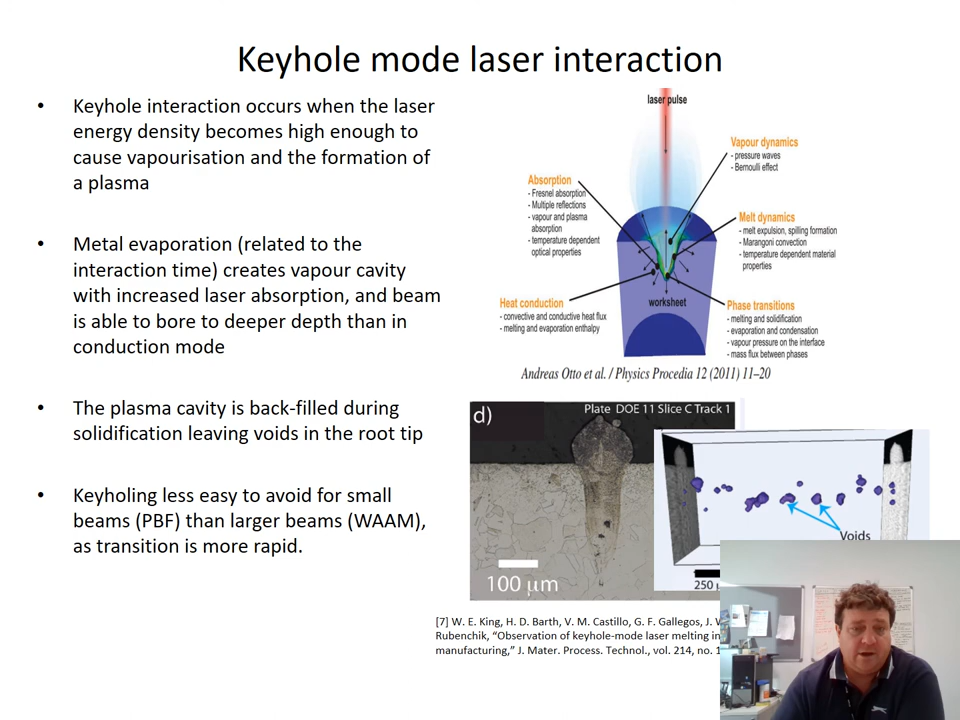 Keyhole mode laser interaction
• Keyhole interaction occurs when the laser
energy density becomes high enough to
cause vapourisation and the formation of
a plasma
• Metal evaporation (related to the
interaction time) creates vapour cavity
with increased laser absorption, and beam
is able to bore to deeper depth than in
conduction mode
• The plasma cavity is back-filled during
solidification leaving voids in the root tip
• Keyholing less easy to avoid for small
beams (PBF) than larger beams (WAAM),
as transition is more rapid.
laser pulse
Vapour dynamics
- pressure waves
- Bernoulli effect
Absorption
- Fresnel absorption
- Multiple reflections
- vapour and plasma
absorption
- temperature dependent
optical properties
Melt dynamics
- melt expulsion, spilling formation
- Marangoni convection
- temperature dependent material
properties
Heat conduction
- convective and conductive heat flux
- melting and evaporation enthalpy
worksheet
Phase transitions
- melting and solidification
- evaporation and condensation
- vapour pressure on the interface
- mass flux between phases
Andreas Otto et al. / Physics Procedia 12 (2011) 11–20
d)
Plate DOE 11 Slice C Track 1
100 μm
Voids
250
[7] W. E. King, H. D. Barth, V. M. Castillo, G. F. Gallegos, J.
Rubenchik, “Observation of keyhole-mode laser melting in
manufacturing,” J. Mater. Process. Technol., vol. 214, no.